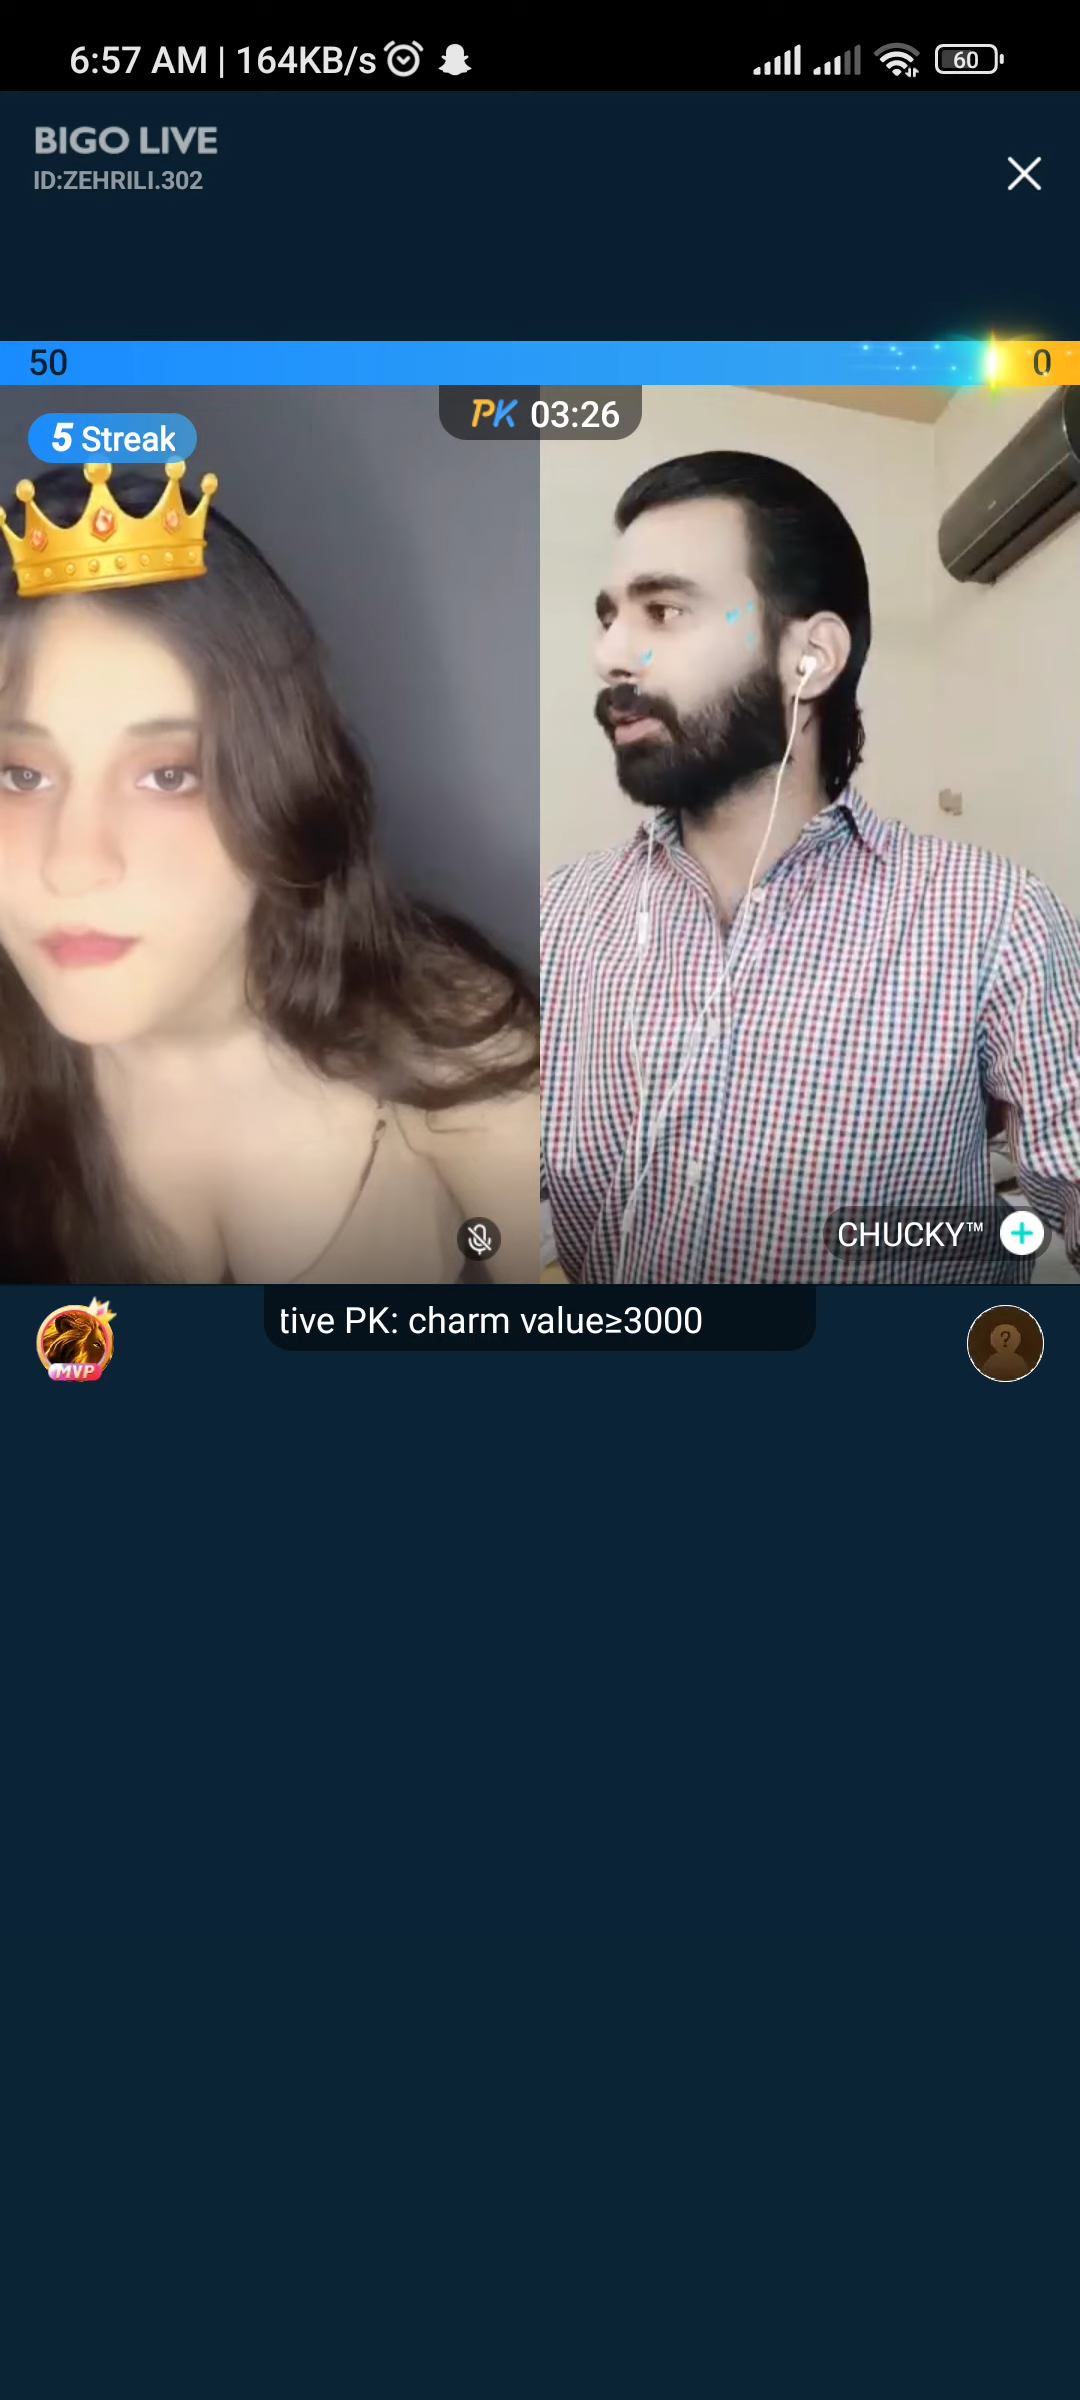 6:57 AM | 164KB/s
60
BIGO LIVE
ID:ZEHRILI.302
50
0
5 Streak
PK 03:26
CHUCKY™
tive PK: charm value≥3000
MVP
?